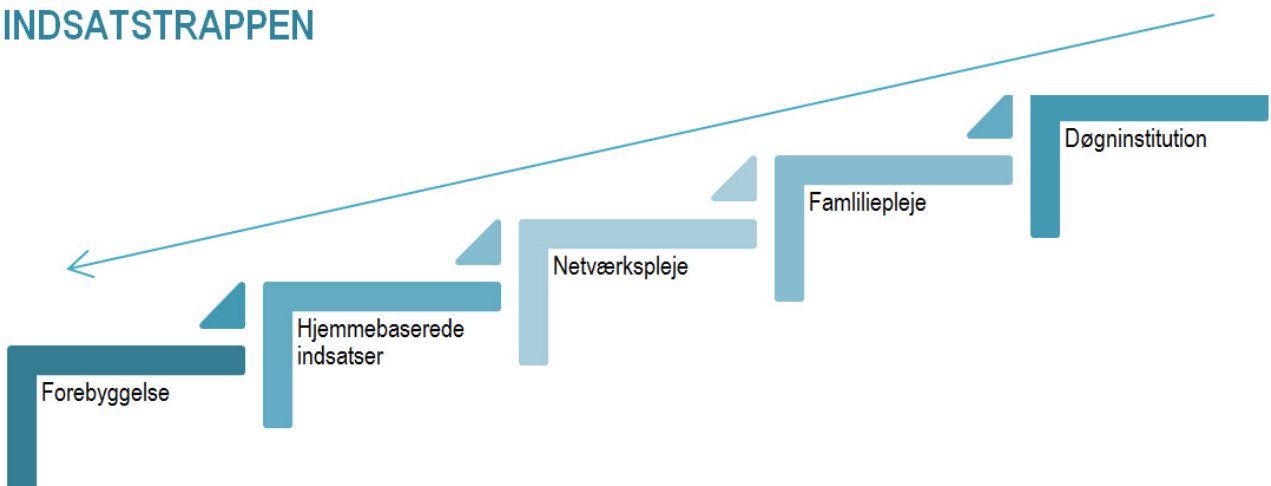 INDSATSTRAPPEN
Døgninstitution
Famliliepleje
Netværkspleje
Hjemmebaserede
indsatser
Forebyggelse